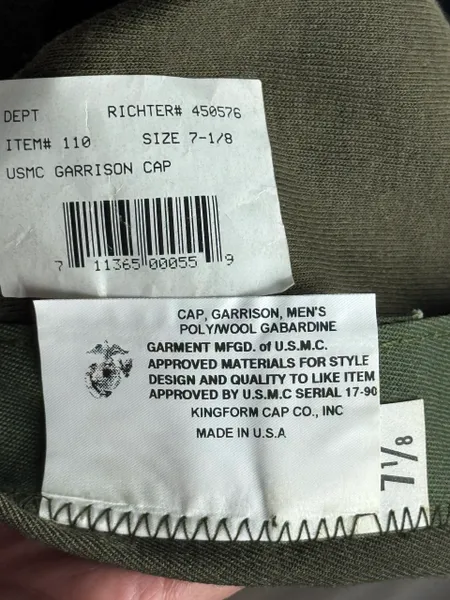 DEPT RICHTER# 450576
ITEM# 110 SIZE 7-1/8
USMC GARRISON CAP
7 11365 00055 9
CAP, GARRISON, MEN'S
POLY/WOOL GABARDINE
GARMENT MFGD. of U.S.M.C.
APPROVED MATERIALS FOR STYLE
DESIGN AND QUALITY TO LIKE ITEM
APPROVED BY U.S.M.C SERIAL 17-90
KINGFORM CAP CO., INC
MADE IN U.S.A
7 1/8